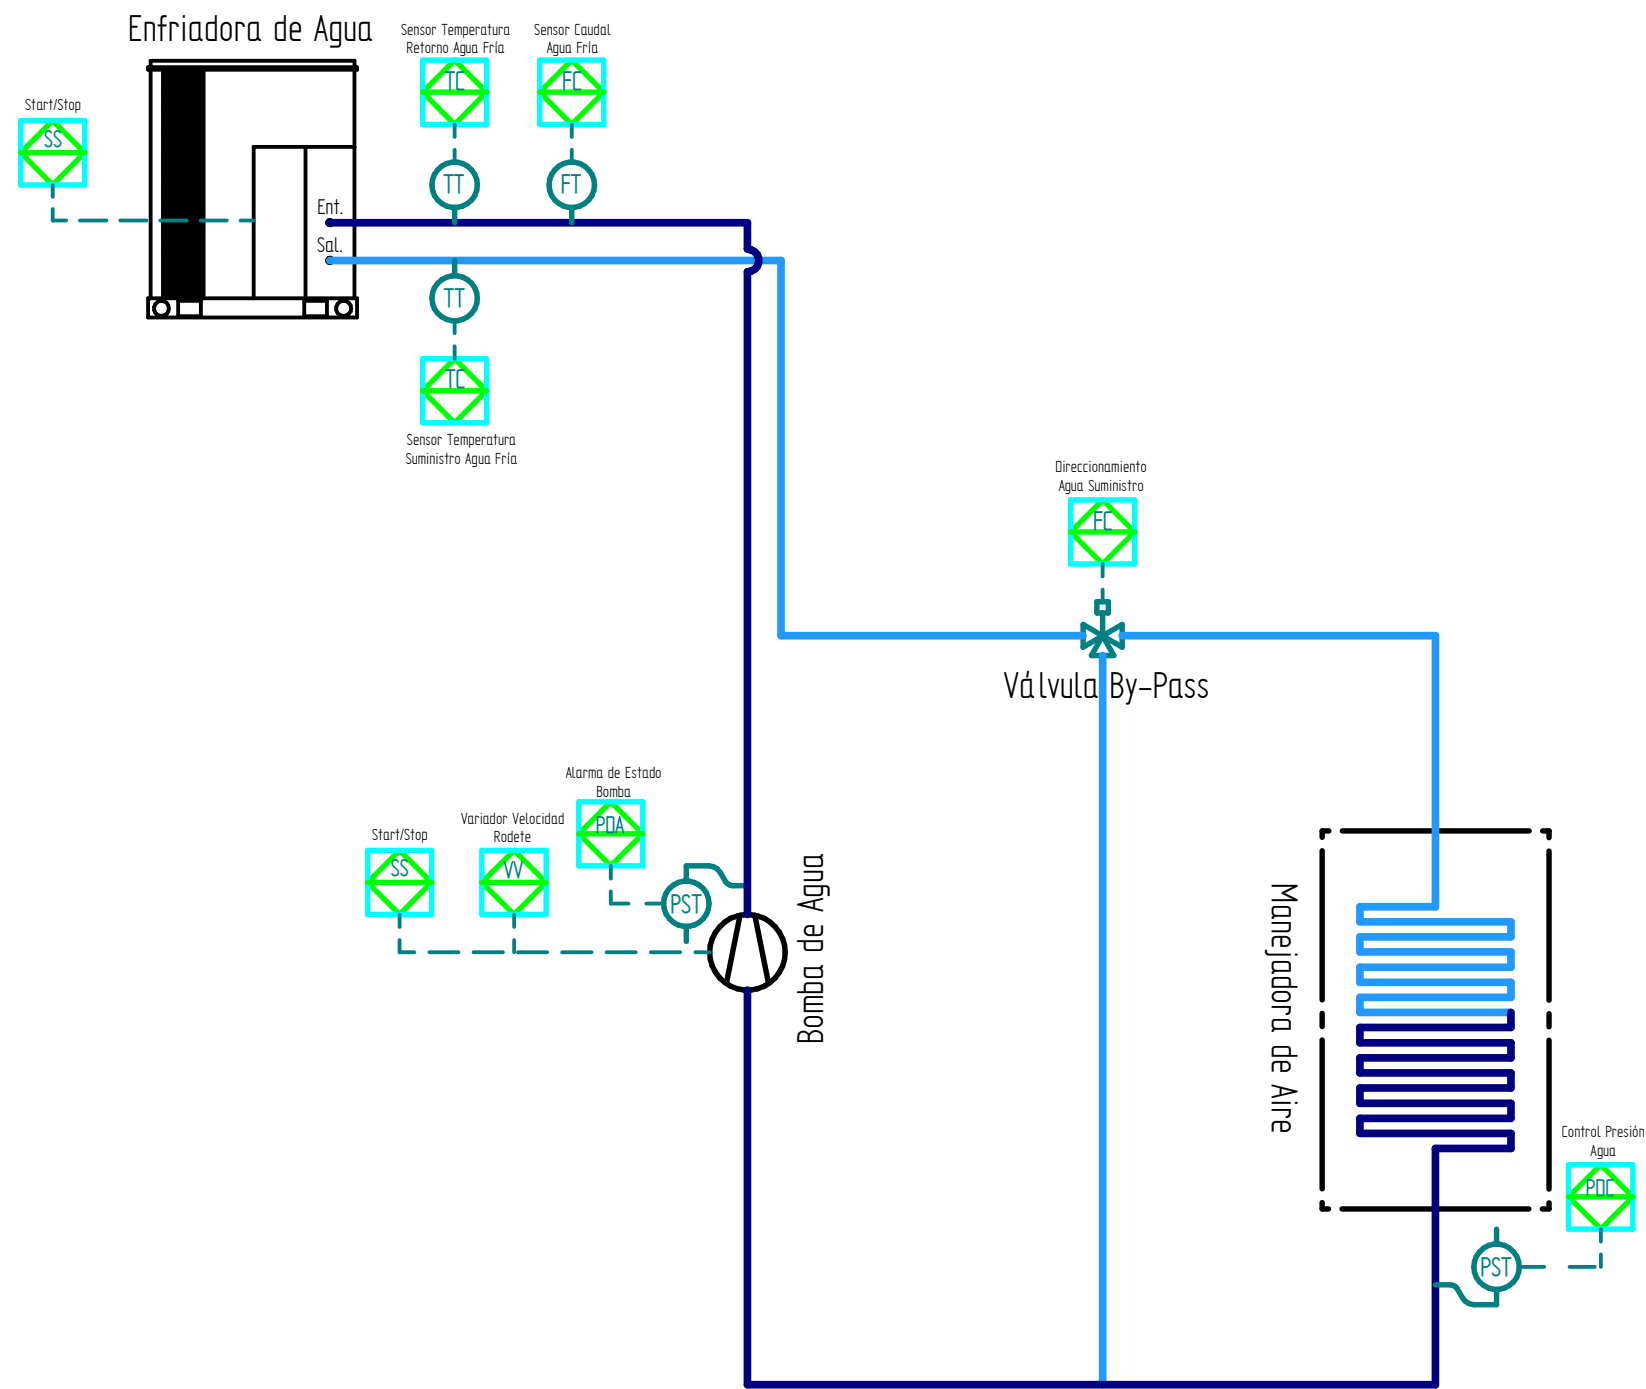 Enfriadora de Agua
Sensor Temperatura
Retorno Agua Fría
Sensor Caudal
Agua Fría
TC
FC
Start/Stop
SS
TT
FT
Ent.
Sal.
TT
TC
Sensor Temperatura
Suministro Agua Fría
Direccionamiento
Agua Suministro
FC
Válvula By-Pass
Alarma de Estado
Bomba
PDA
Variador Velocidad
Rodete
VV
Start/Stop
SS
PST
Bomba de Agua
Manejadora de Aire
Control Presión
Agua
PDC
PST